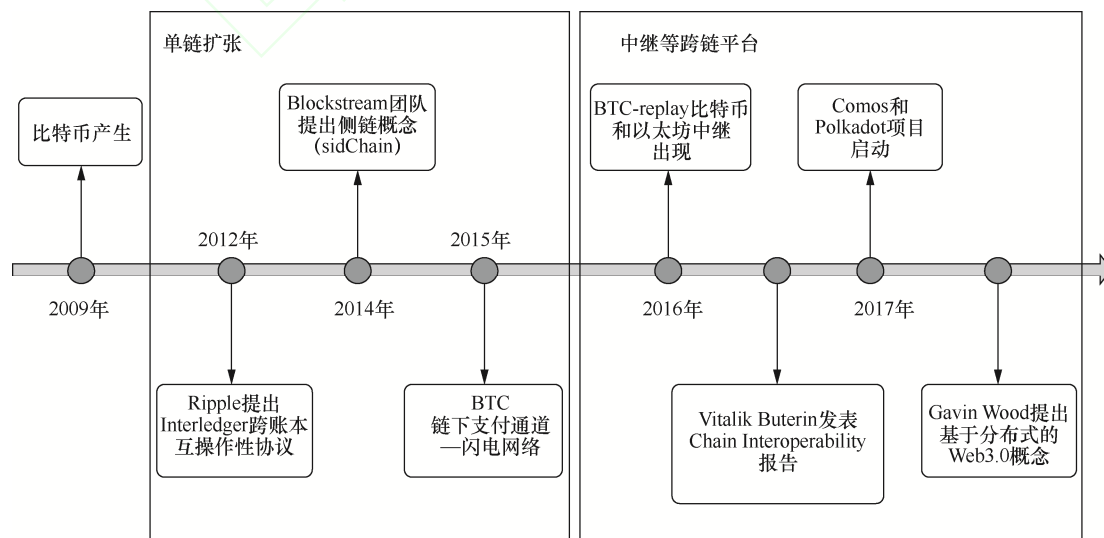 单链扩张
中继等跨链平台
比特币产生
Blockstream团队
提出侧链概念
(sidChain)
BTC-replay比特币
和以太坊中继
出现
Comos和
Polkadot项目
启动
2012年
2015年
2009年
2014年
2016年
2017年
Ripple提出
Interledger跨账本
互操作性协议
BTC
链下支付通道
—闪电网络
Vitalik Buterin发表
Chain Interoperability
报告
Gavin Wood提出
基于分布式的
Web3.0概念